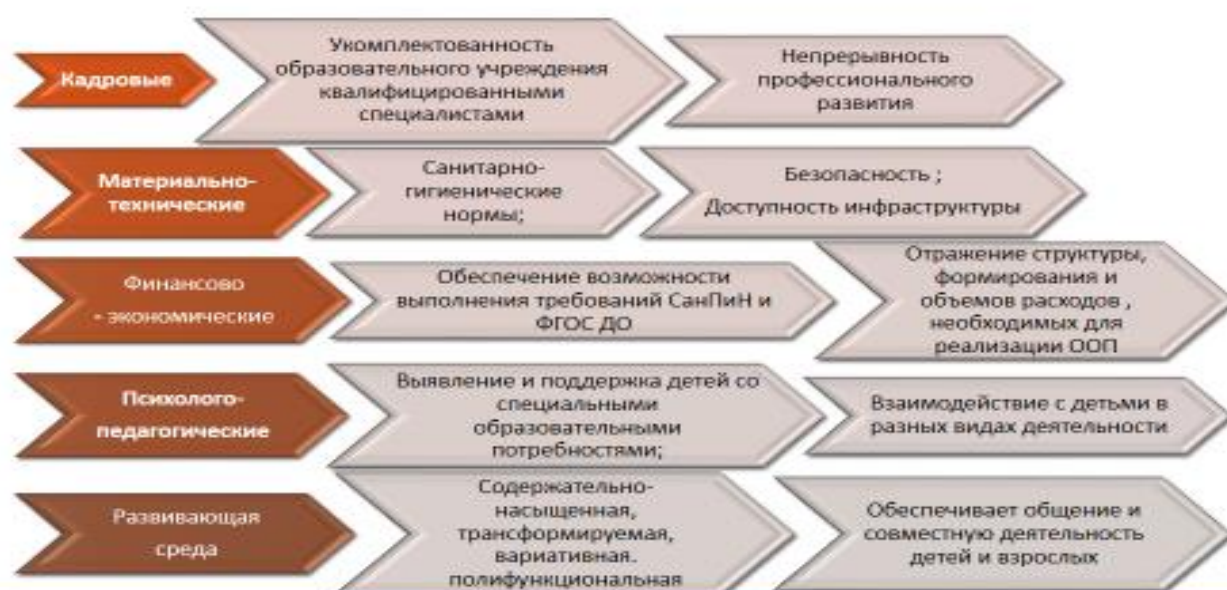 Кадровые
Укомплектованность
образовательного учреждения
квалифицированными
специалистами
Непрерывность
профессионального
развития
Материально-
технические
Санитарно-
гигиенические
нормы;
Безопасность ;
Доступность инфраструктуры
Финансово
- экономические
Обеспечение возможности
выполнения требований СанПиН и
ФГОС ДО
Отражение структуры,
формирования и
объемов расходов ,
необходимых для
реализации ООП
Психолого-
педагогические
Выявление и поддержка детей со
специальными
образовательными
потребностями;
Взаимодействие с детьми в
разных видах деятельности
Развивающая
среда
Содержательно-
насыщенная,
трансформируемая,
вариативная.
полифункциональная
Обеспечивает общение и
совместную деятельность
детей и взрослых